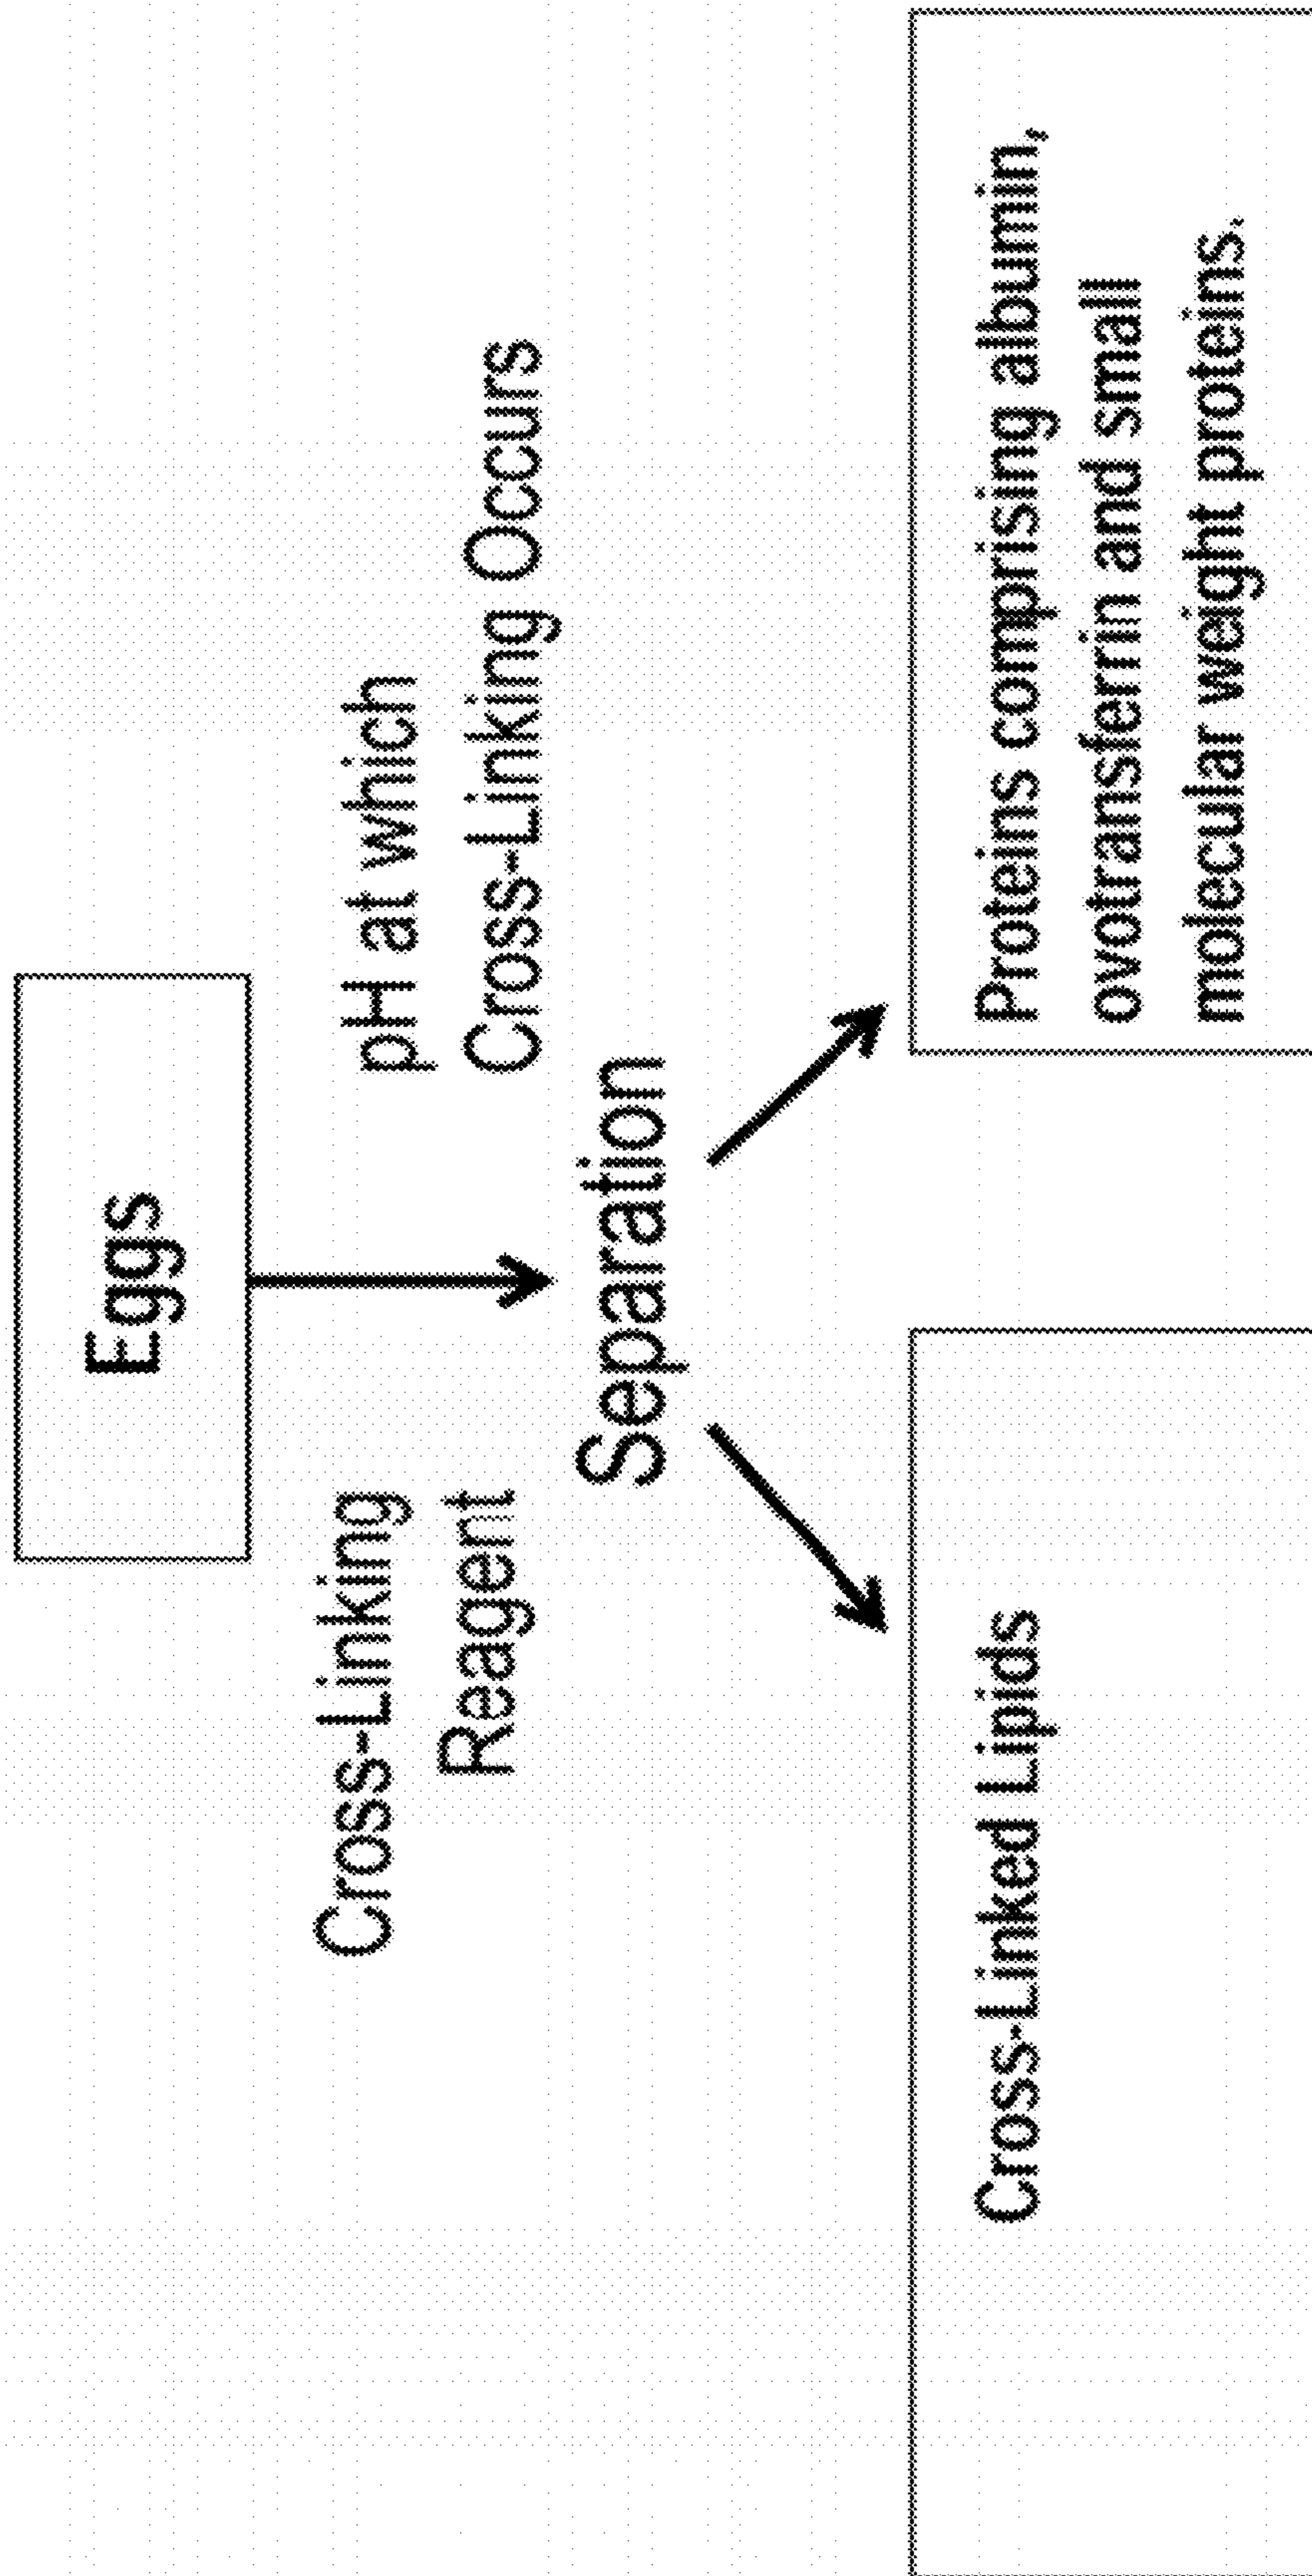 Eggs
Cross-Linking
Reagent
pH at which
Cross-Linking Occurs
Separation
Cross-Linked Lipids
Proteins comprising albumin,
ovotransferrin and small
molecular weight proteins.